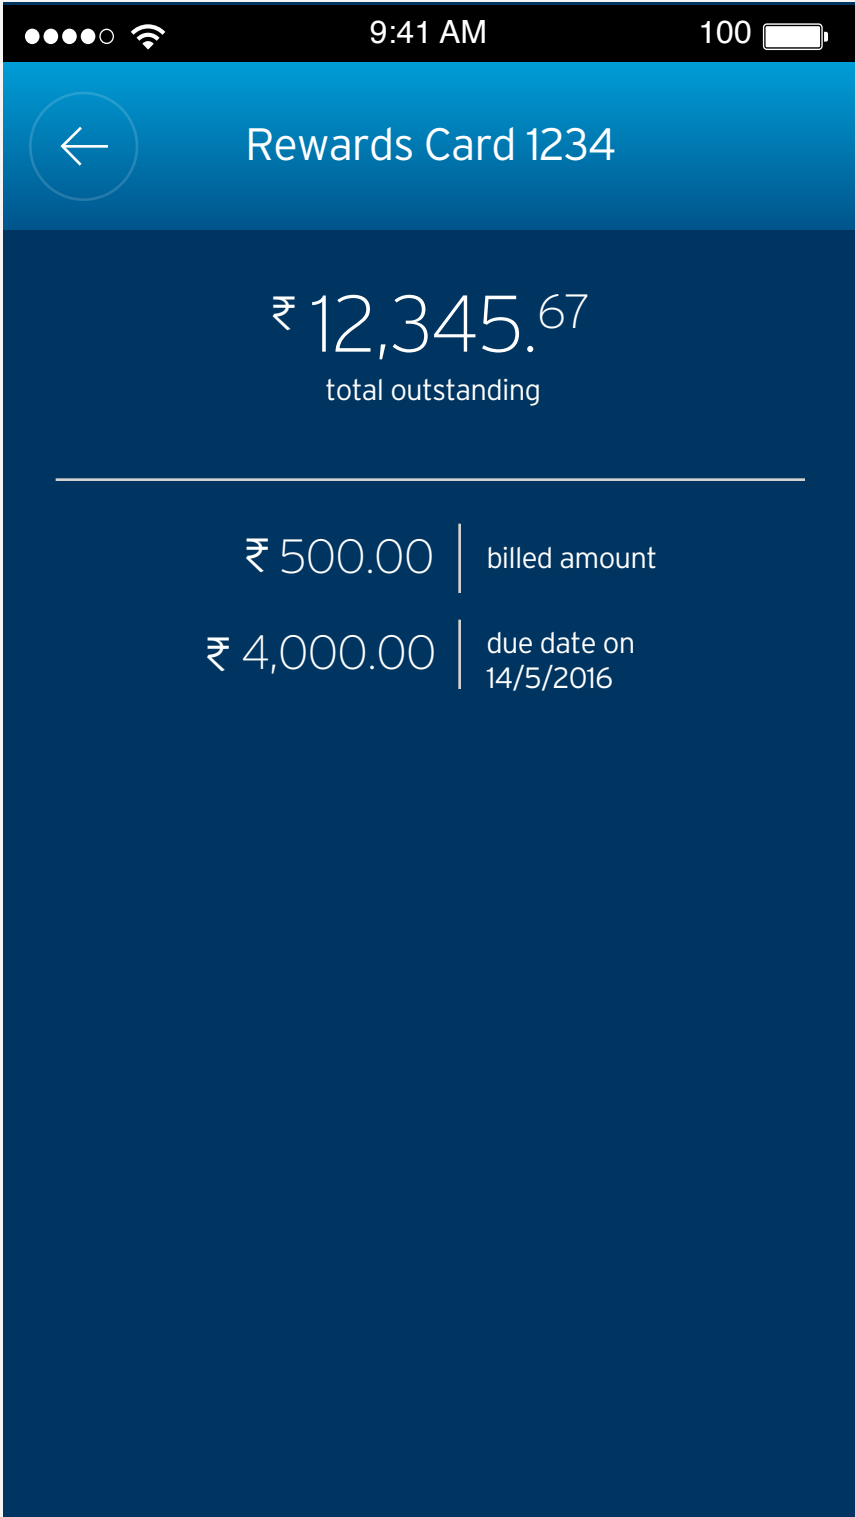 9:41 AM
100
Rewards Card 1234
₹ 12,345.67
total outstanding
₹ 500.00
billed amount
₹ 4,000.00
due date on
14/5/2016